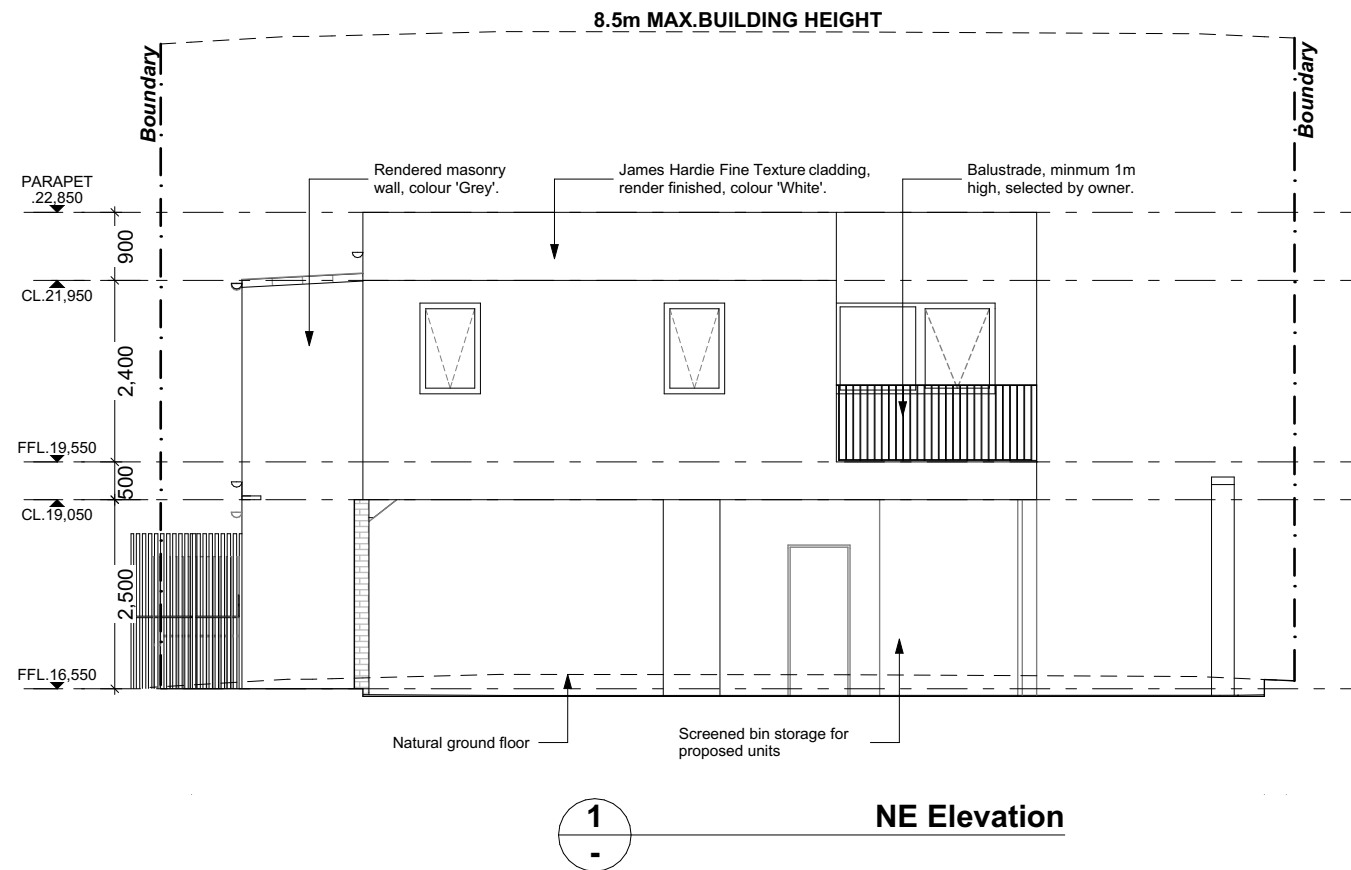 8.5m MAX.BUILDING HEIGHT
Boundary
Boundary
Rendered masonry
wall, colour 'Grey'.
James Hardie Fine Texture cladding,
render finished, colour 'White'.
Balustrade, minmum 1m
high, selected by owner.
PARAPET
.22,850
900
CL.21,950
2,400
FFL.19,550
500
CL.19,050
2,500
FFL.16,550
Natural ground floor
Screened bin storage for
proposed units
1
-
NE Elevation